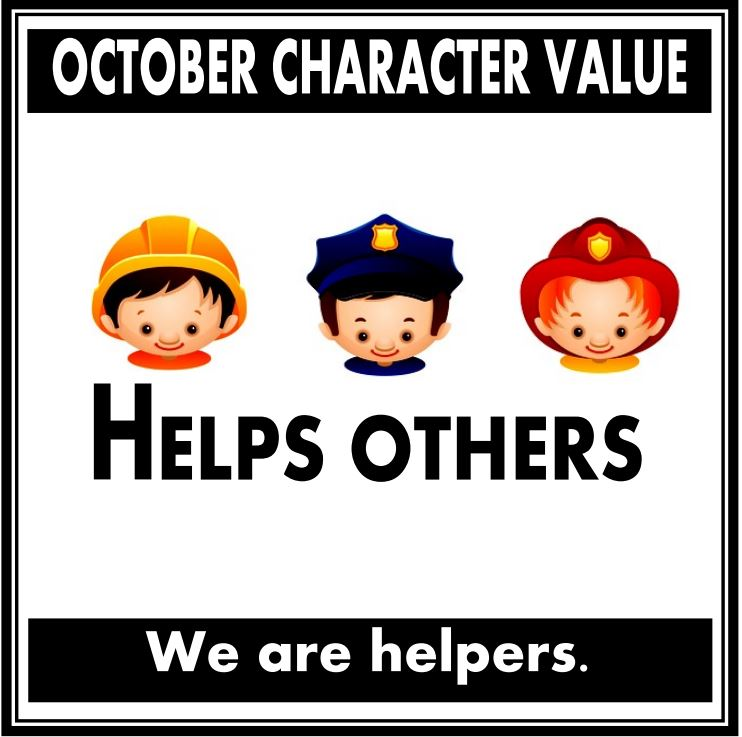 OCTOBER CHARACTER VALUE
HELPS OTHERS
We are helpers.